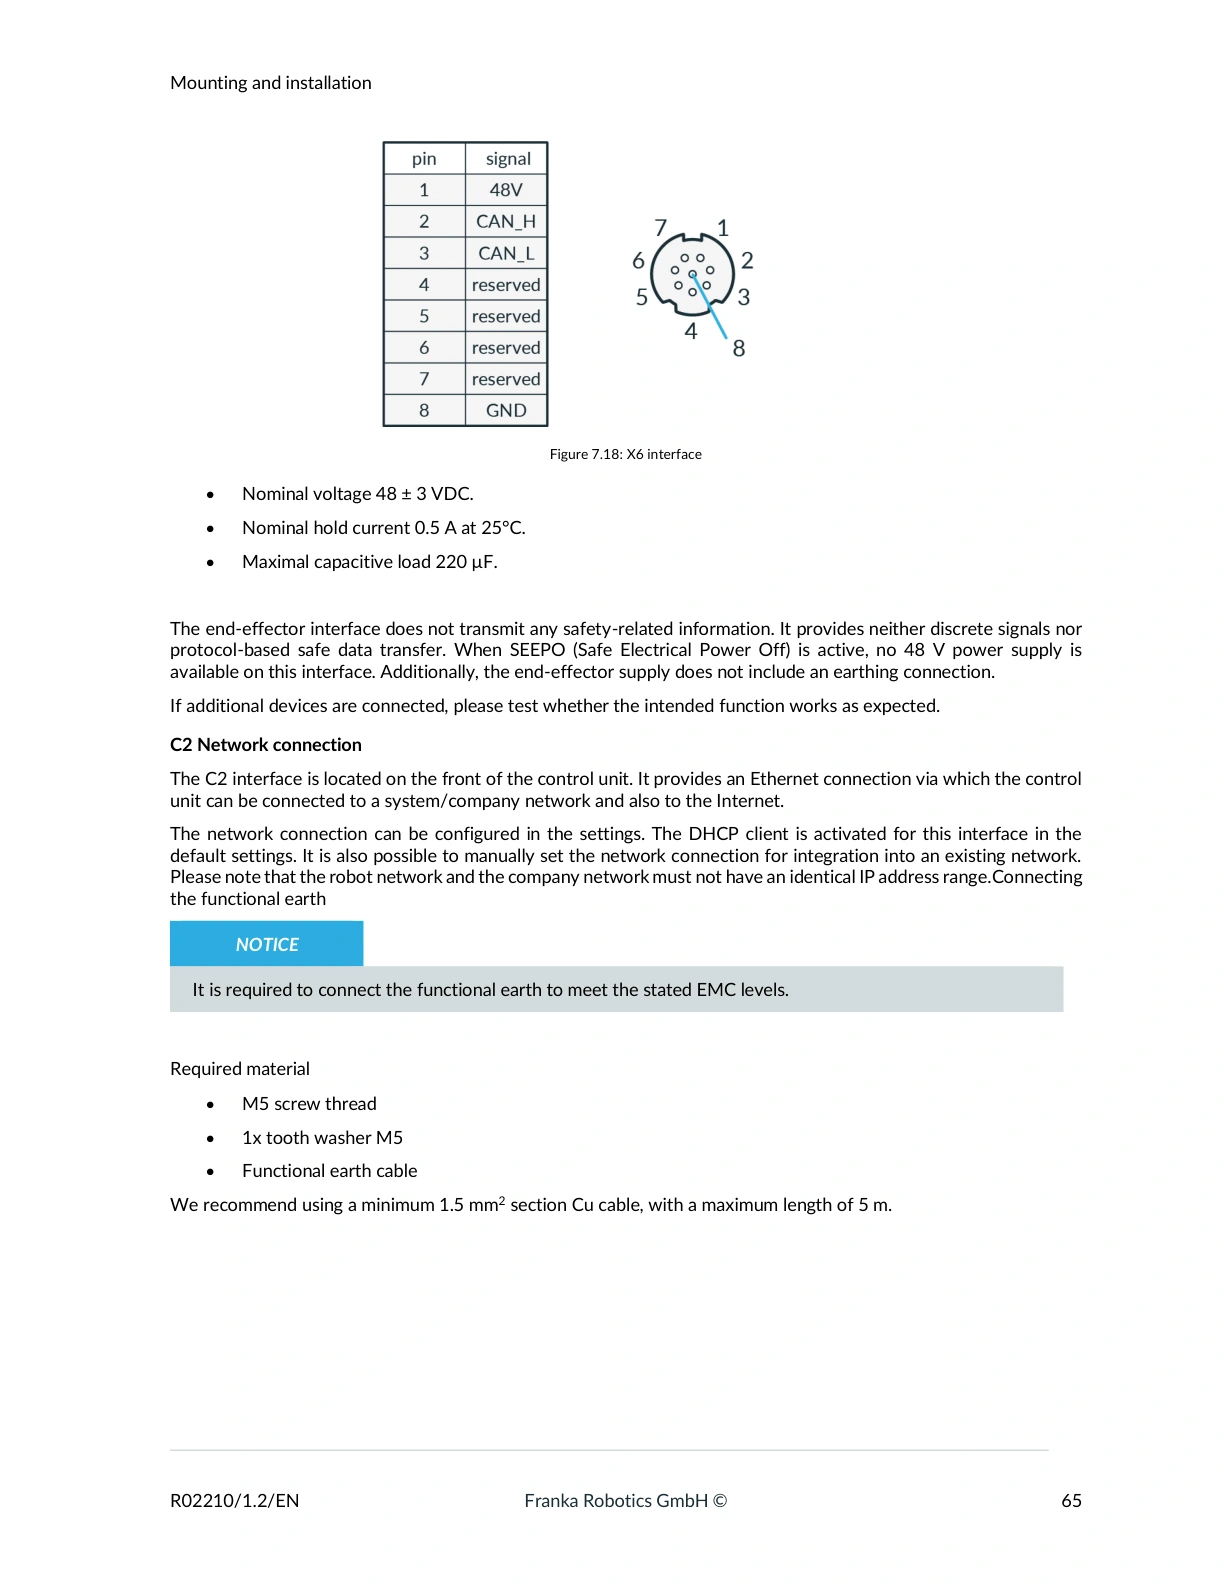 Mounting and installation
pin signal
1 48V
2 CAN_H
3 CAN_L
4 reserved
5 reserved
6 reserved
7 reserved
8 GND
7 1
6 2
5 3
4
8
Figure 7.18: X6 interface
• Nominal voltage 48 ± 3 VDC.
• Nominal hold current 0.5 A at 25°C.
• Maximal capacitive load 220 µF.
The end-effector interface does not transmit any safety-related information. It provides neither discrete signals nor
protocol-based safe data transfer. When SEEPO (Safe Electrical Power Off) is active, no 48 V power supply is
available on this interface. Additionally, the end-effector supply does not include an earthing connection.
If additional devices are connected, please test whether the intended function works as expected.
C2 Network connection
The C2 interface is located on the front of the control unit. It provides an Ethernet connection via which the control
unit can be connected to a system/company network and also to the Internet.
The network connection can be configured in the settings. The DHCP client is activated for this interface in the
default settings. It is also possible to manually set the network connection for integration into an existing network.
Please note that the robot network and the company network must not have an identical IP address range.Connecting
the functional earth
NOTICE
It is required to connect the functional earth to meet the stated EMC levels.
Required material
• M5 screw thread
• 1x tooth washer M5
• Functional earth cable
We recommend using a minimum 1.5 mm² section Cu cable, with a maximum length of 5 m.
R02210/1.2/EN Franka Robotics GmbH © 65